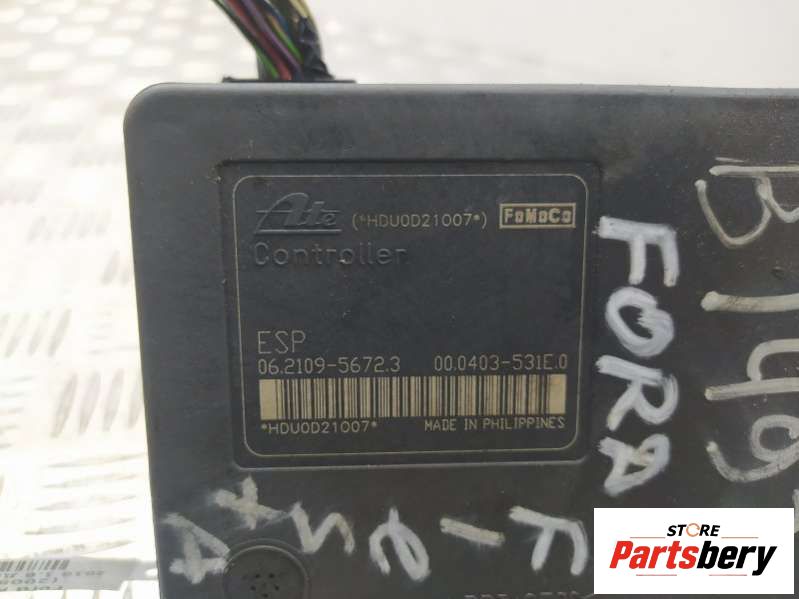 Ate (*HDU0D21007*) FoMoCo
Controller
ESP
06.2109-5672.3 00.0403-531E.0
*HDU0D21007*
MADE IN PHILIPPINES
FORA
STORE
Partsbery